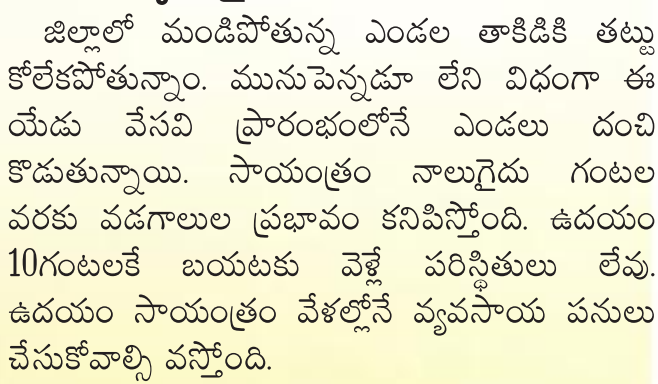 జిల్లాలో మండిపోతున్న ఎండల తాకిడికి తట్టు
కోలేకపోతున్నాం. మునుపెన్నడూ లేని విధంగా ఈ
యేడు వేసవి ప్రారంభంలోనే ఎండలు దంచి
కొడుతున్నాయి. సాయంత్రం నాలుగైదు గంటల
వరకు వడగాలుల ప్రభావం కనిపిస్తోంది. ఉదయం
10గంటలకే బయటకు వెళ్లే పరిస్థితులు లేవు.
ఉదయం సాయంత్రం వేళల్లోనే వ్యవసాయ పనులు
చేసుకోవాల్సి వస్తోంది.